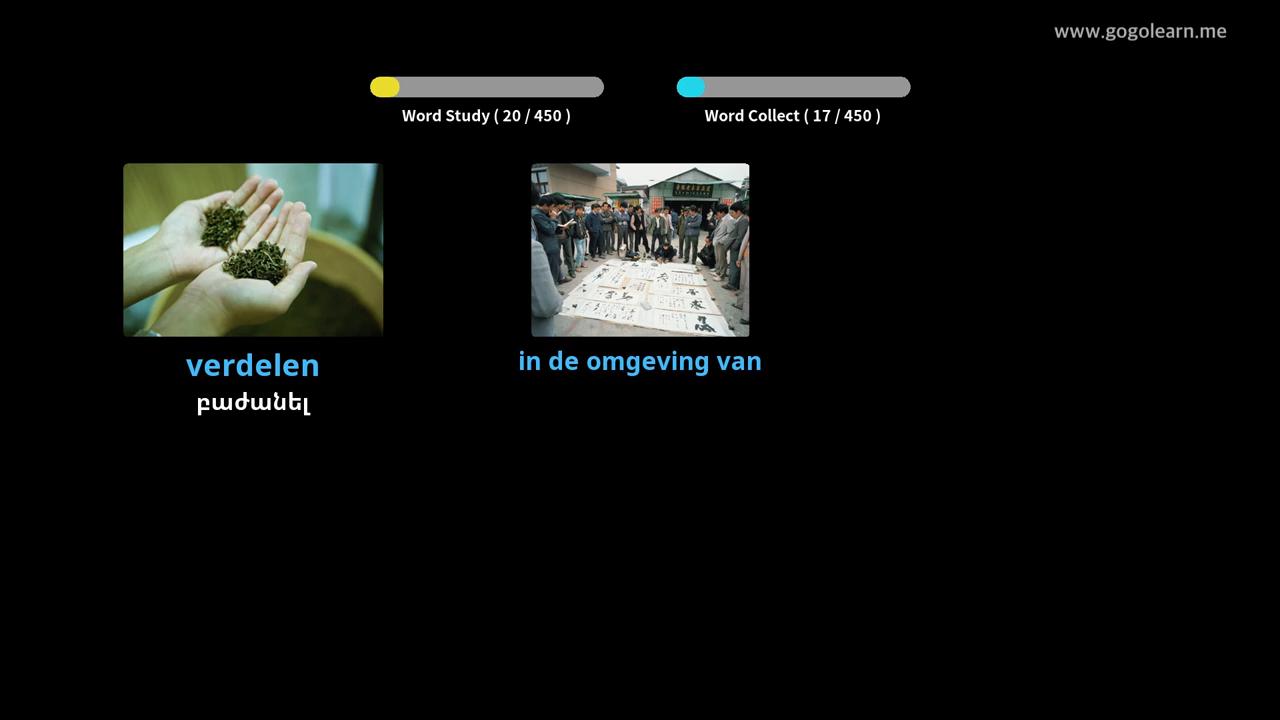 www.gogolearn.me
Word Study ( 20 / 450 )
Word Collect ( 17 / 450 )
verdelen
բաժանել
in de omgeving van